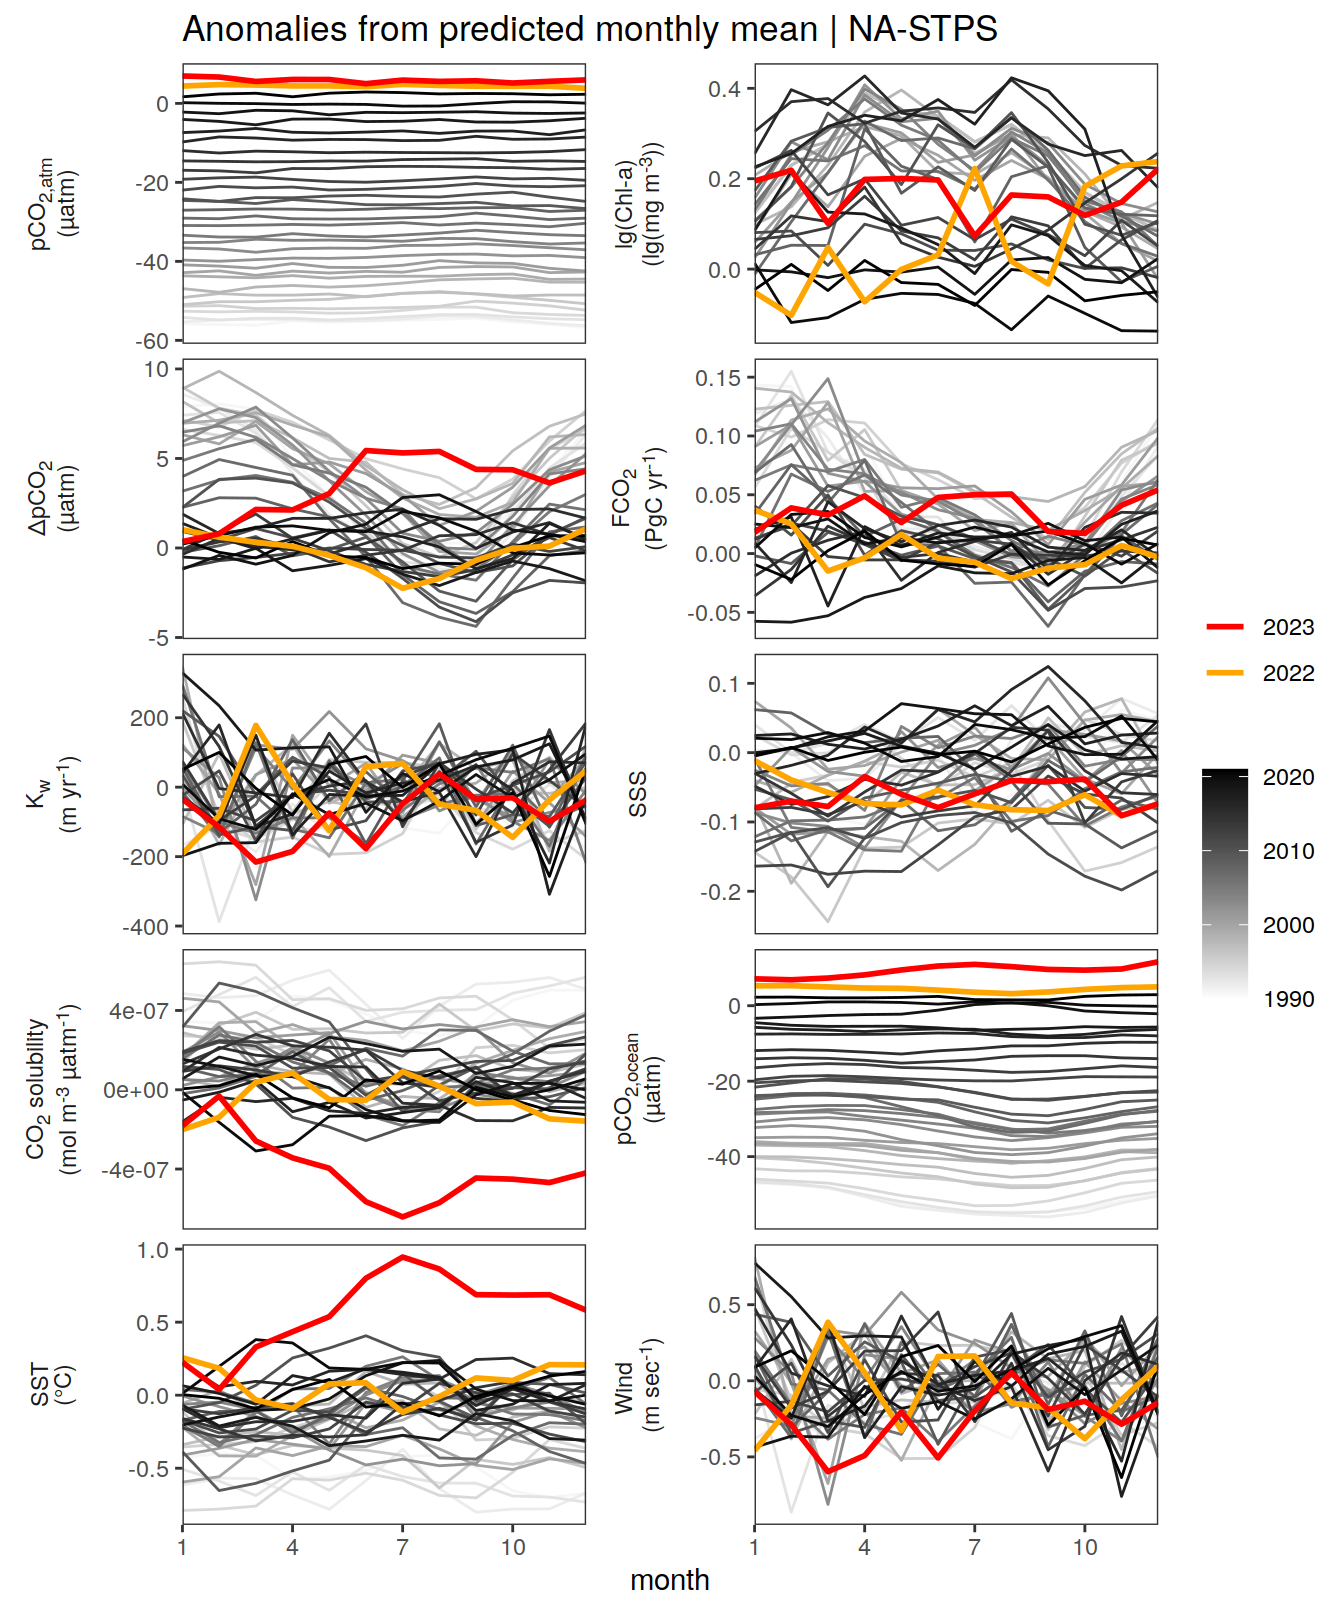 Anomalies from predicted monthly mean | NA-STPS
pCO2,atm
(µatm)
0
-20
-40
-60
lg(Chl-a)
(lg(mg m-3))
0.4
0.2
0.0
ΔpCO2
(µatm)
10
5
0
-5
FCO2
(PgC yr-1)
0.15
0.10
0.05
0.00
-0.05
Kw
(m yr-1)
200
0
-200
-400
SSS
0.1
0.0
-0.1
-0.2
CO2 solubility
(mol m-3 µatm-1)
4e-07
0e+00
-4e-07
pCO2,ocean
(µatm)
0
-20
-40
SST
(°C)
1.0
0.5
0.0
-0.5
Wind
(m sec-1)
0.5
0.0
-0.5
1 4 7 10
1 4 7 10
month
2023
2022
2020
2010
2000
1990